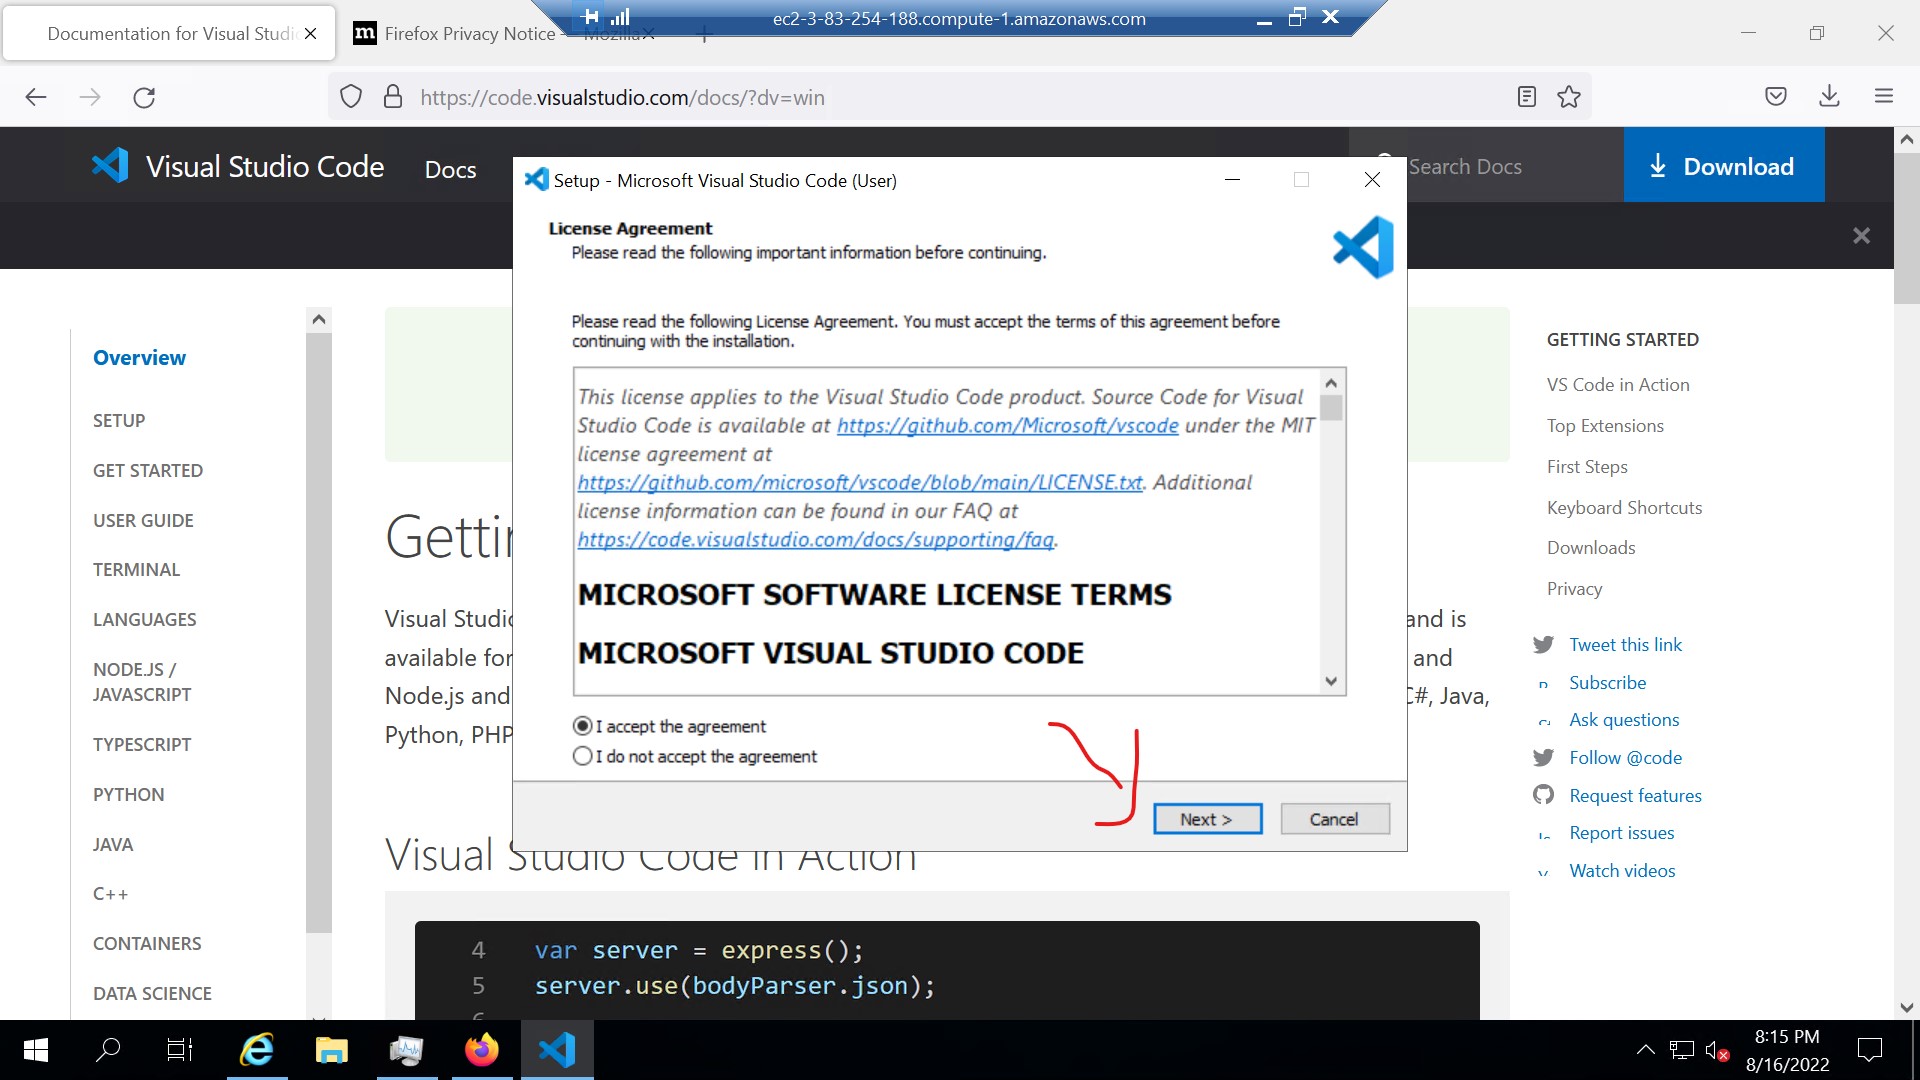 ec2-3-83-254-188.compute-1.amazonaws.com
Documentation for Visual Studi
m Firefox Privacy Notice - Mozilla
https://code.visualstudio.com/docs/?dv=win
Visual Studio Code
Docs
Search Docs
Download
Setup - Microsoft Visual Studio Code (User)
License Agreement
Please read the following important information before continuing.
Please read the following License Agreement. You must accept the terms of this agreement before
continuing with the installation.
This license applies to the Visual Studio Code product. Source Code for Visual
Studio Code is available at https://github.com/Microsoft/vscode under the MIT
license agreement at
https://github.com/microsoft/vscode/blob/main/LICENSE.txt. Additional
license information can be found in our FAQ at
https://code.visualstudio.com/docs/supporting/faq.
MICROSOFT SOFTWARE LICENSE TERMS
MICROSOFT VISUAL STUDIO CODE
I accept the agreement
I do not accept the agreement
Next >
Cancel
Overview
SETUP
GET STARTED
USER GUIDE
TERMINAL
LANGUAGES
NODE.JS /
JAVASCRIPT
TYPESCRIPT
PYTHON
JAVA
C++
CONTAINERS
DATA SCIENCE
Visual Studi
and is
available for
and
Node.js and
C#, Java,
Python, PHP
Visual Studio Code in Action
4 var server = express();
5 server.use(bodyParser.json);
GETTING STARTED
VS Code in Action
Top Extensions
First Steps
Keyboard Shortcuts
Downloads
Privacy
Tweet this link
Subscribe
Ask questions
Follow @code
Request features
Report issues
Watch videos
8:15 PM
8/16/2022